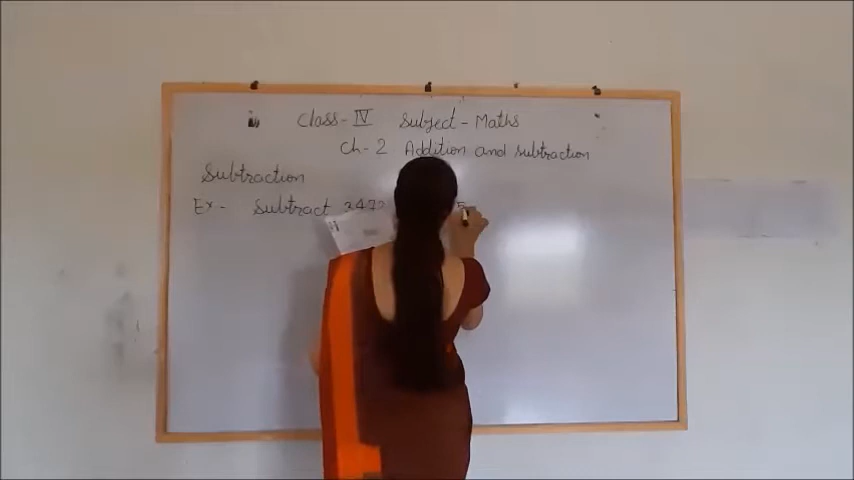 Class-IV Subject-Maths
Ch-2 Addition and subtraction
Subtraction
Ex- Subtract